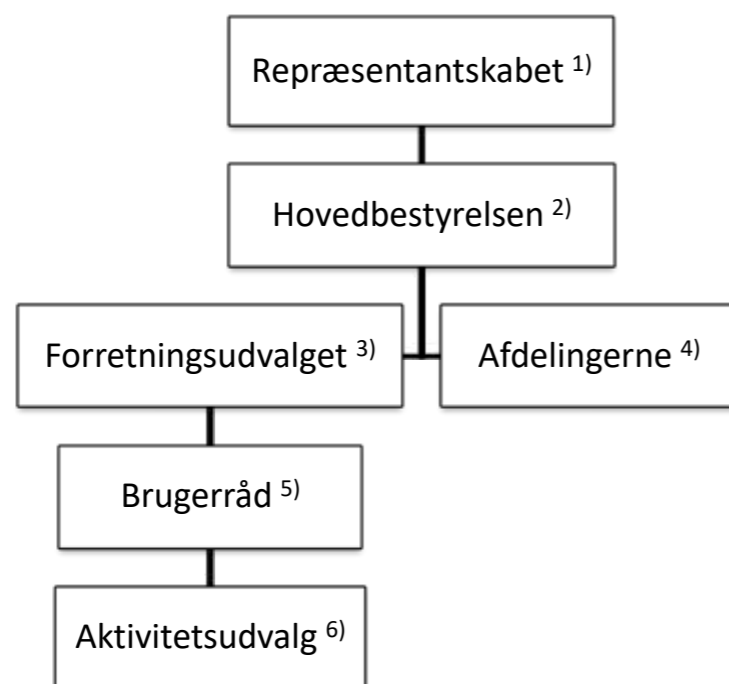 Repræsentantskabet 1)
Hovedbestyrelsen 2)
Forretningsudvalget 3)
Afdelingerne 4)
Brugerråd 5)
Aktivitetsudvalg 6)